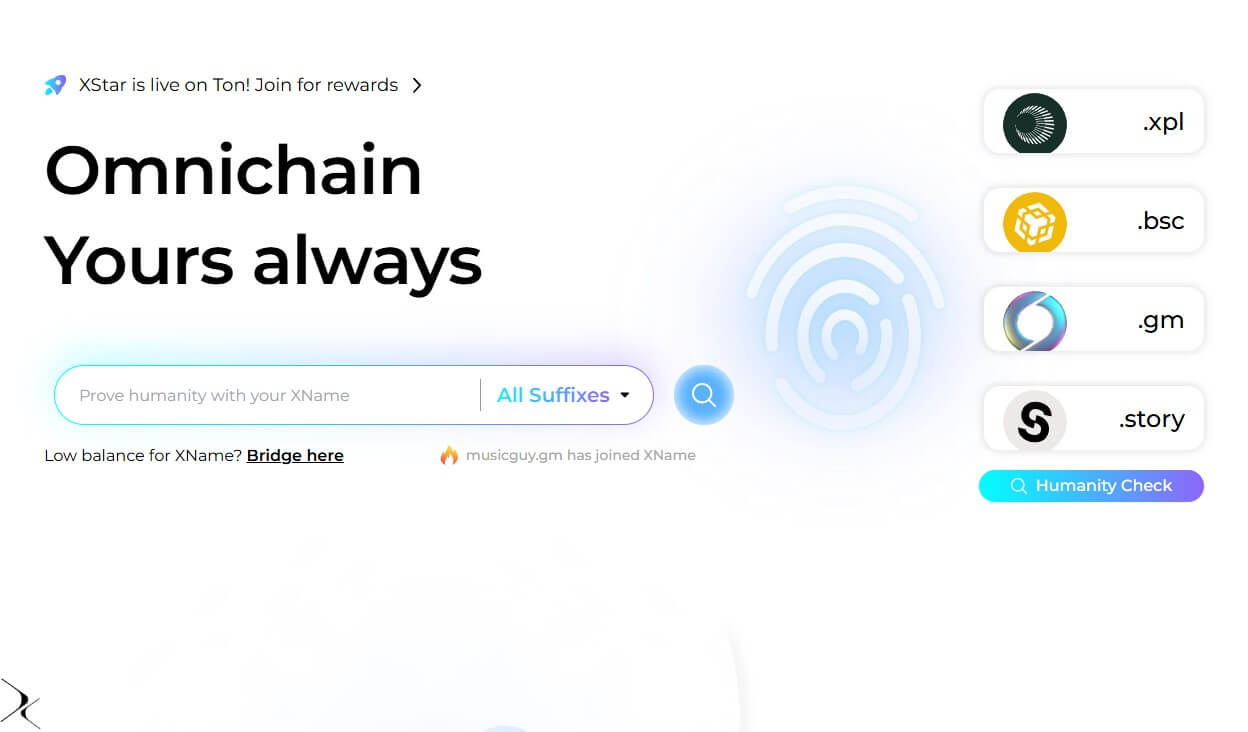 XStar is live on Ton! Join for rewards
Omnichain
Yours always
Prove humanity with your XName
All Suffixes
Low balance for XName? Bridge here
musicguy.gm has joined XName
.xpl
.bsc
.gm
.story
Humanity Check